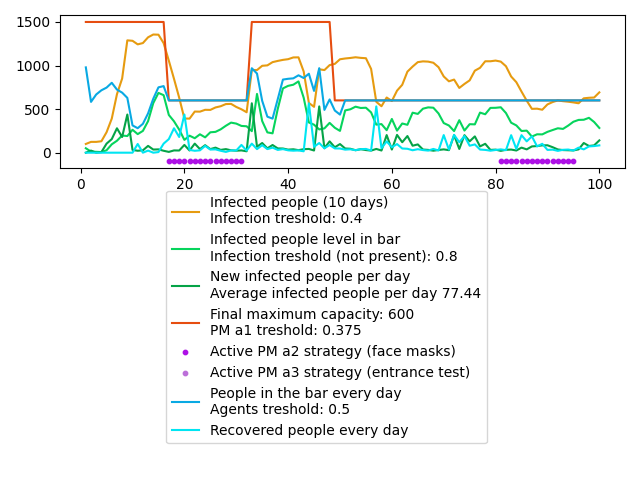 1500
1000
500
0
0
20
40
60
80
100
Infected people (10 days)
Infection treshold: 0.4
Infected people level in bar
Infection treshold (not present): 0.8
New infected people per day
Average infected people per day 77.44
Final maximum capacity: 600
PM a1 treshold: 0.375
Active PM a2 strategy (face masks)
Active PM a3 strategy (entrance test)
People in the bar every day
Agents treshold: 0.5
Recovered people every day